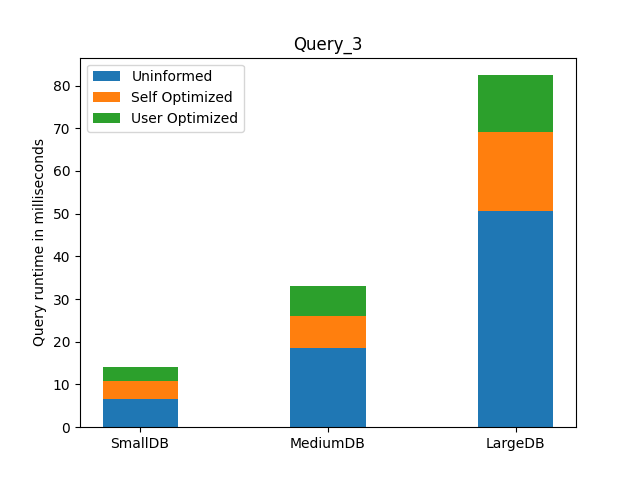 Query_3
Uninformed
Self Optimized
User Optimized
Query runtime in milliseconds
80
70
60
50
40
30
20
10
0
SmallDB
MediumDB
LargeDB